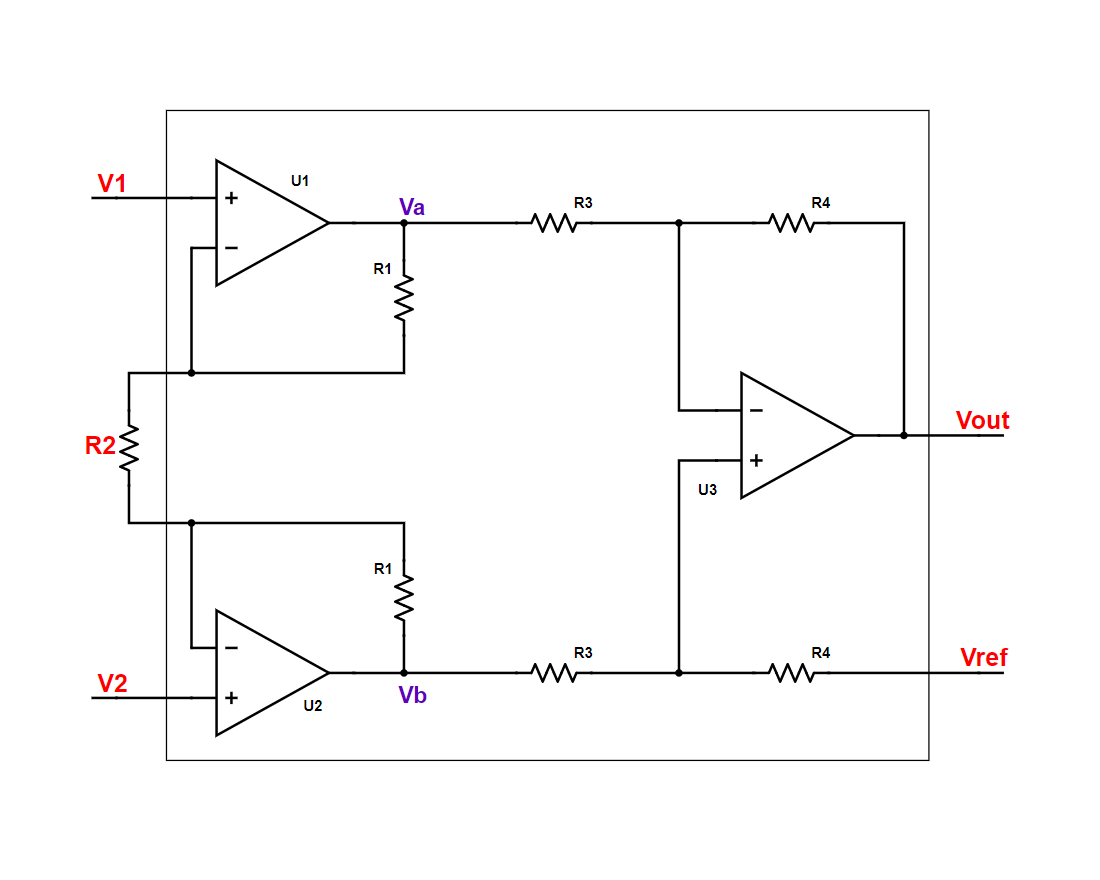 V1
U1
+
−
Va
R3
R4
R1
R2
−
+
U3
Vout
R1
−
+
V2
U2
Vb
R3
R4
Vref